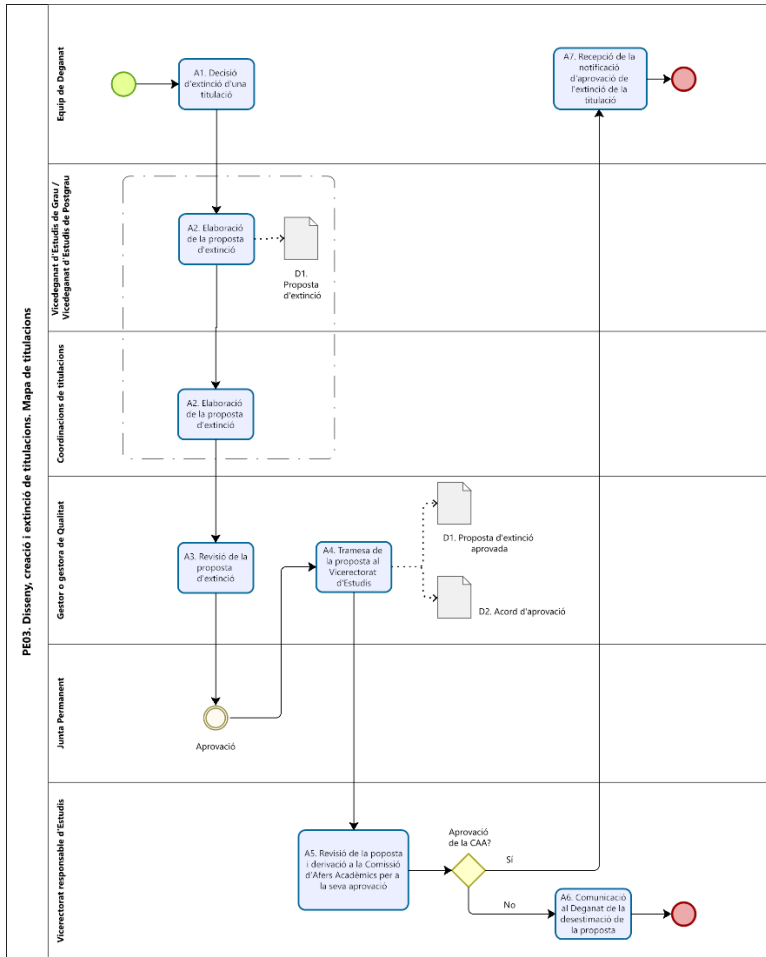 PE03. Disseny, creació i extinció de titulacions. Mapa de titulacions
Equip de Deganat
A1. Decisió
d'extinció d'una
titulació
A7. Recepció de la
notificació
d'aprovació de
l'extinció de la
titulació
Vicedeganat d'Estudis de Grau /
Vicedeganat d'Estudis de Postgrau
A2. Elaboració
de la proposta
d'extinció
D1.
Proposta
d'extinció
Coordinacions de titulacions
A2. Elaboració
de la proposta
d'extinció
Gestor o gestora de Qualitat
A3. Revisió de la
proposta
d'extinció
A4. Tramesa de
la proposta al
Vicerectorat
d'Estudis
D1. Proposta d'extinció
aprovada
D2. Acord d'aprovació
Junta Permanent
Aprovació
Vicerectorat responsable d'Estudis
A5. Revisió de la poposta
i derivació a la Comissió
d'Afers Acadèmics per a
la seva aprovació
Aprovació
de la CAA?
Sí
No
A6. Comunicació
al Deganat de la
desestimació de
la proposta